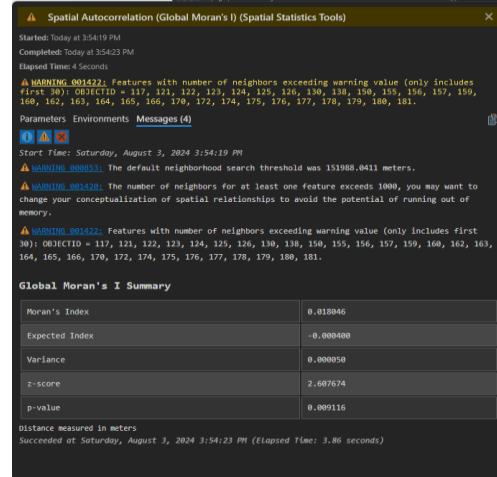 Spatial Autocorrelation (Global Moran's I) (Spatial Statistics Tools)
Started: Today at 3:54:19 PM
Completed: Today at 3:54:23 PM
Elapsed Time: 4 Seconds
WARNING 001422: Features with number of neighbors exceeding warning value (only includes
first 30): OBJECTID = 117, 121, 122, 123, 124, 125, 126, 130, 138, 150, 155, 156, 157, 159,
160, 162, 163, 164, 165, 166, 170, 172, 174, 175, 176, 177, 178, 179, 180, 181.
Parameters Environments Messages (4)
Start Time: Saturday, August 3, 2024 3:54:19 PM
WARNING 000853: The default neighborhood search threshold was 151988.0411 meters.
WARNING 001420: The number of neighbors for at least one feature exceeds 1000, you may want to
change your conceptualization of spatial relationships to avoid the potential of running out of
memory.
WARNING 001422: Features with number of neighbors exceeding warning value (only includes first
30): OBJECTID = 117, 121, 122, 123, 124, 125, 126, 130, 138, 150, 155, 156, 157, 159, 160, 162, 163,
164, 165, 166, 170, 172, 174, 175, 176, 177, 178, 179, 180, 181.
Global Moran's I Summary
Moran's Index 0.018046
Expected Index -0.000400
Variance 0.000050
z-score 2.607674
p-value 0.009116
Distance measured in meters
Succeeded at Saturday, August 3, 2024 3:54:23 PM (Elapsed Time: 3.86 seconds)